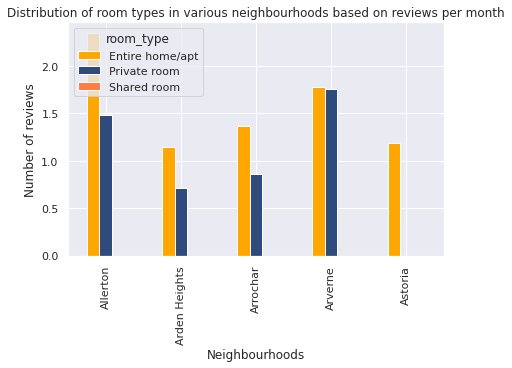 Distribution of room types in various neighbourhoods based on reviews per month
room_type
Entire home/apt
Private room
Shared room
Number of reviews
2.0
1.5
1.0
0.5
0.0
Allerton
Arden Heights
Arrochar
Arverne
Astoria
Neighbourhoods